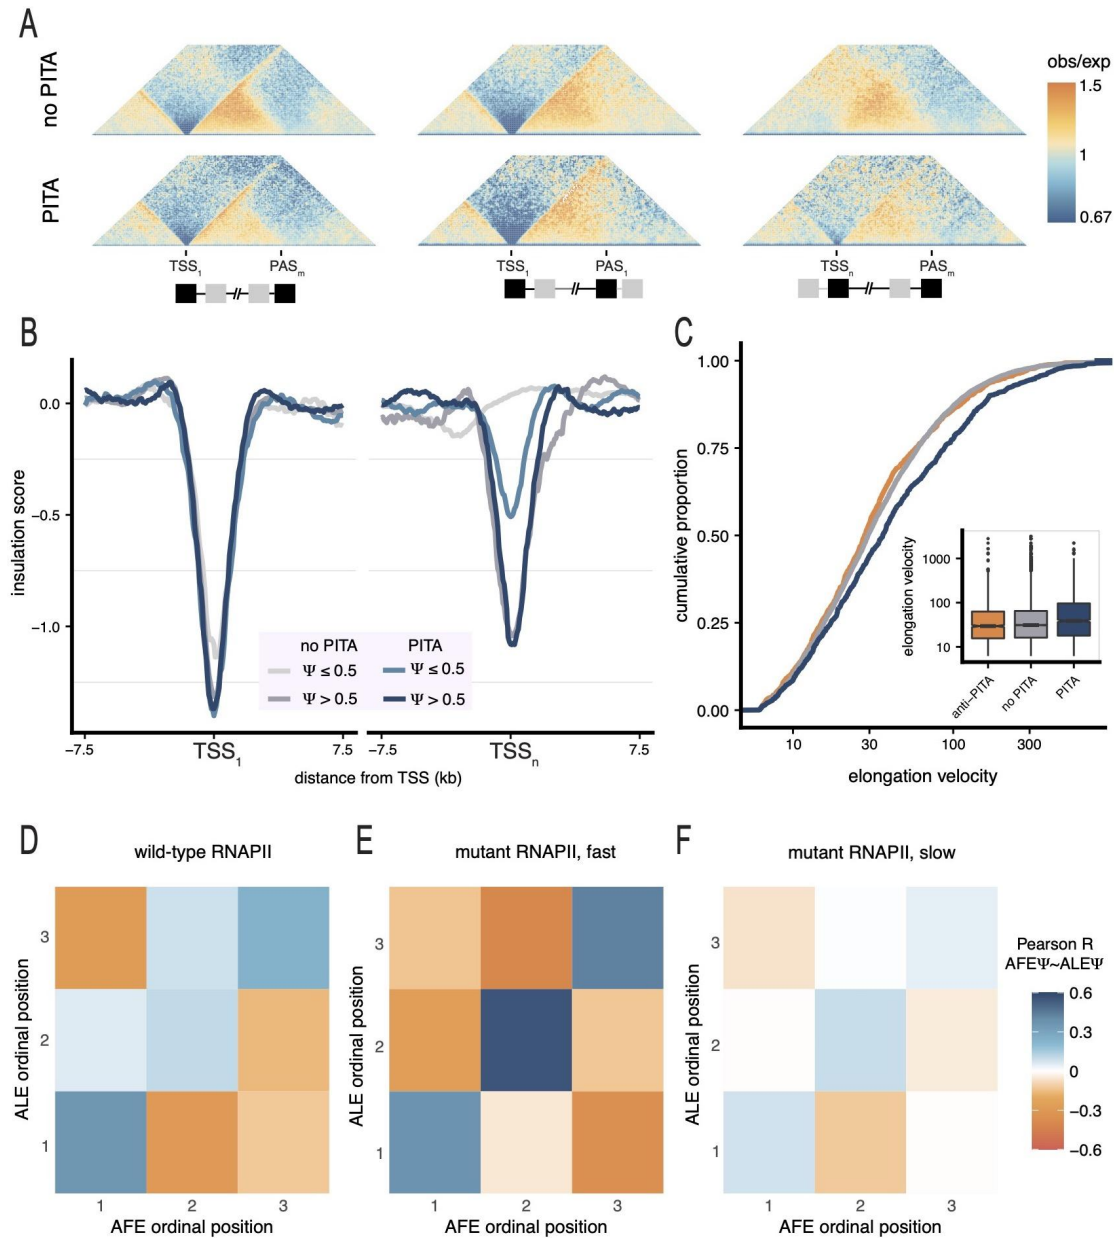 A
no PITA
PITA
obs/exp
1.5
1
0.67
TSS1
PASm
TSS1
PAS1
TSSn
PASm
B
insulation score
0.0
−0.5
−1.0
no PITA
PITA
Ψ ≤ 0.5
Ψ ≤ 0.5
Ψ > 0.5
Ψ > 0.5
−7.5
TSS1
7.5
−7.5
TSSn
7.5
distance from TSS (kb)
C
cumulative proportion
1.00
0.75
0.50
0.25
0.00
10
30
100
300
elongation velocity
elongation velocity
1000
100
10
anti−PITA
no PITA
PITA
D
wild-type RNAPII
ALE ordinal position
3
2
1
1
2
3
AFE ordinal position
E
mutant RNAPII, fast
ALE ordinal position
3
2
1
1
2
3
AFE ordinal position
F
mutant RNAPII, slow
ALE ordinal position
3
2
1
1
2
3
AFE ordinal position
Pearson R
AFEΨ~ALEΨ
0.6
0.3
0
−0.3
−0.6